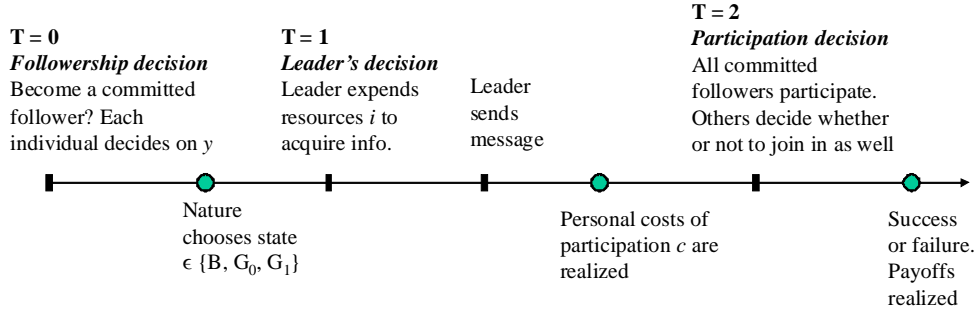 T = 0
Followership decision
Become a committed
follower? Each
individual decides on y
T = 1
Leader's decision
Leader expends
resources i to
acquire info.
Leader
sends
message
T = 2
Participation decision
All committed
followers participate.
Others decide whether
or not to join in as well
Nature
chooses state
ϵ {B, G₀, G₁}
Personal costs of
participation c are
realized
Success
or failure.
Payoffs
realized